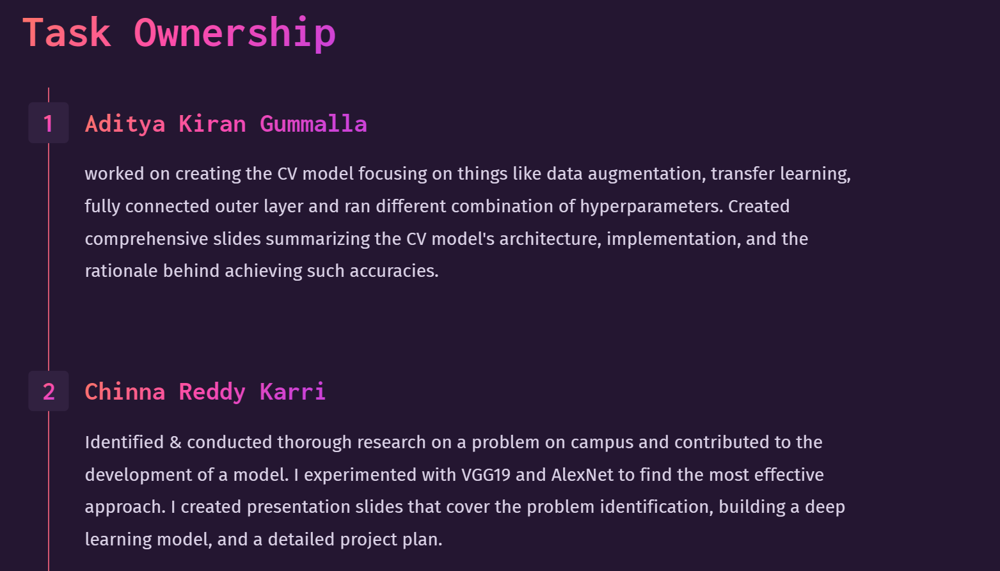 Task Ownership
1
Aditya Kiran Gummalla
worked on creating the CV model focusing on things like data augmentation, transfer learning,
fully connected outer layer and ran different combination of hyperparameters. Created
comprehensive slides summarizing the CV model's architecture, implementation, and the
rationale behind achieving such accuracies.
2
Chinna Reddy Karri
Identified & conducted thorough research on a problem on campus and contributed to the
development of a model. I experimented with VGG19 and AlexNet to find the most effective
approach. I created presentation slides that cover the problem identification, building a deep
learning model, and a detailed project plan.